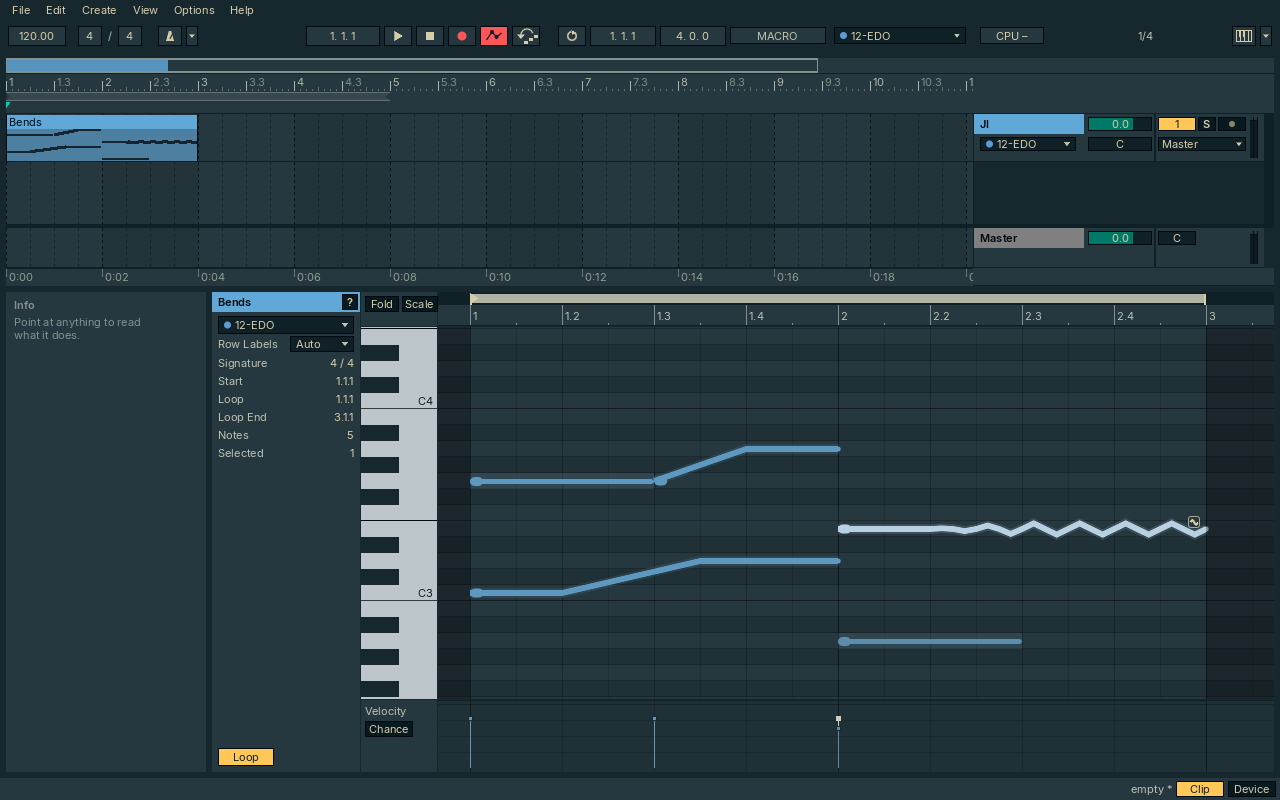 File Edit Create View Options Help
120.00 4 / 4 1. 1. 1 1. 1. 1 4. 0. 0 MACRO 12-EDO CPU – 1/4
1 1.3 2 2.3 3 3.3 4 4.3 5 5.3 6 6.3 7 7.3 8 8.3 9 9.3 10 10.3 1
Bends
JI 0.0 1 S
12-EDO C Master
Master 0.0 C
0:00 0:02 0:04 0:06 0:08 0:10 0:12 0:14 0:16 0:18
Info
Point at anything to read
what it does.
Bends ?
12-EDO
Row Labels Auto
Signature 4 / 4
Start 1.1.1
Loop 1.1.1
Loop End 3.1.1
Notes 5
Selected 1
Loop
Fold Scale
1 1.2 1.3 1.4 2 2.2 2.3 2.4 3
C4
C3
Velocity
Chance
empty * Clip Device